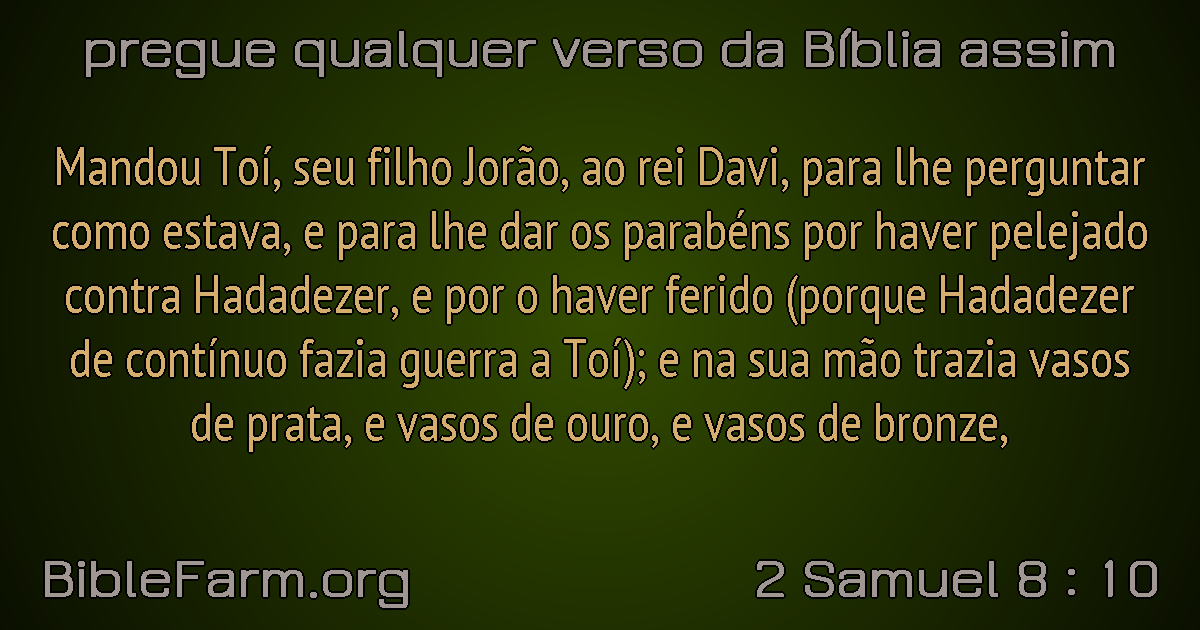 pregue qualquer verso da Bíblia assim
Mandou Toí, seu filho Jorão, ao rei Davi, para lhe perguntar
como estava, e para lhe dar os parabéns por haver pelejado
contra Hadadezer, e por o haver ferido (porque Hadadezer
de contínuo fazia guerra a Toí); e na sua mão trazia vasos
de prata, e vasos de ouro, e vasos de bronze,
BibleFarm.org
2 Samuel 8 : 10